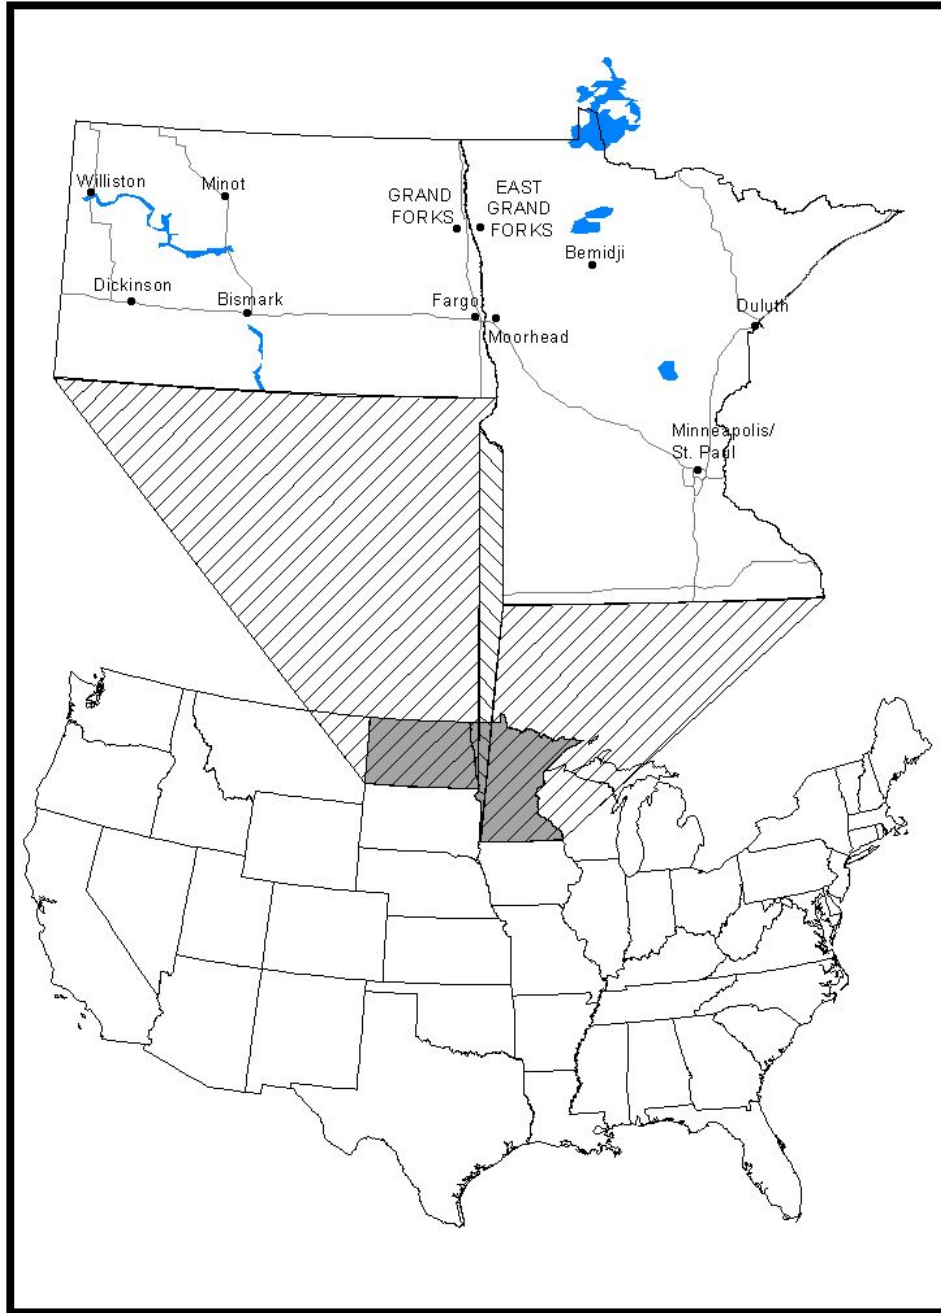 Williston
Minot
GRAND
FORKS
EAST
GRAND
FORKS
Bemidji
Dickinson
Bismark
Fargo
Moorhead
Duluth
Minneapolis/
St. Paul